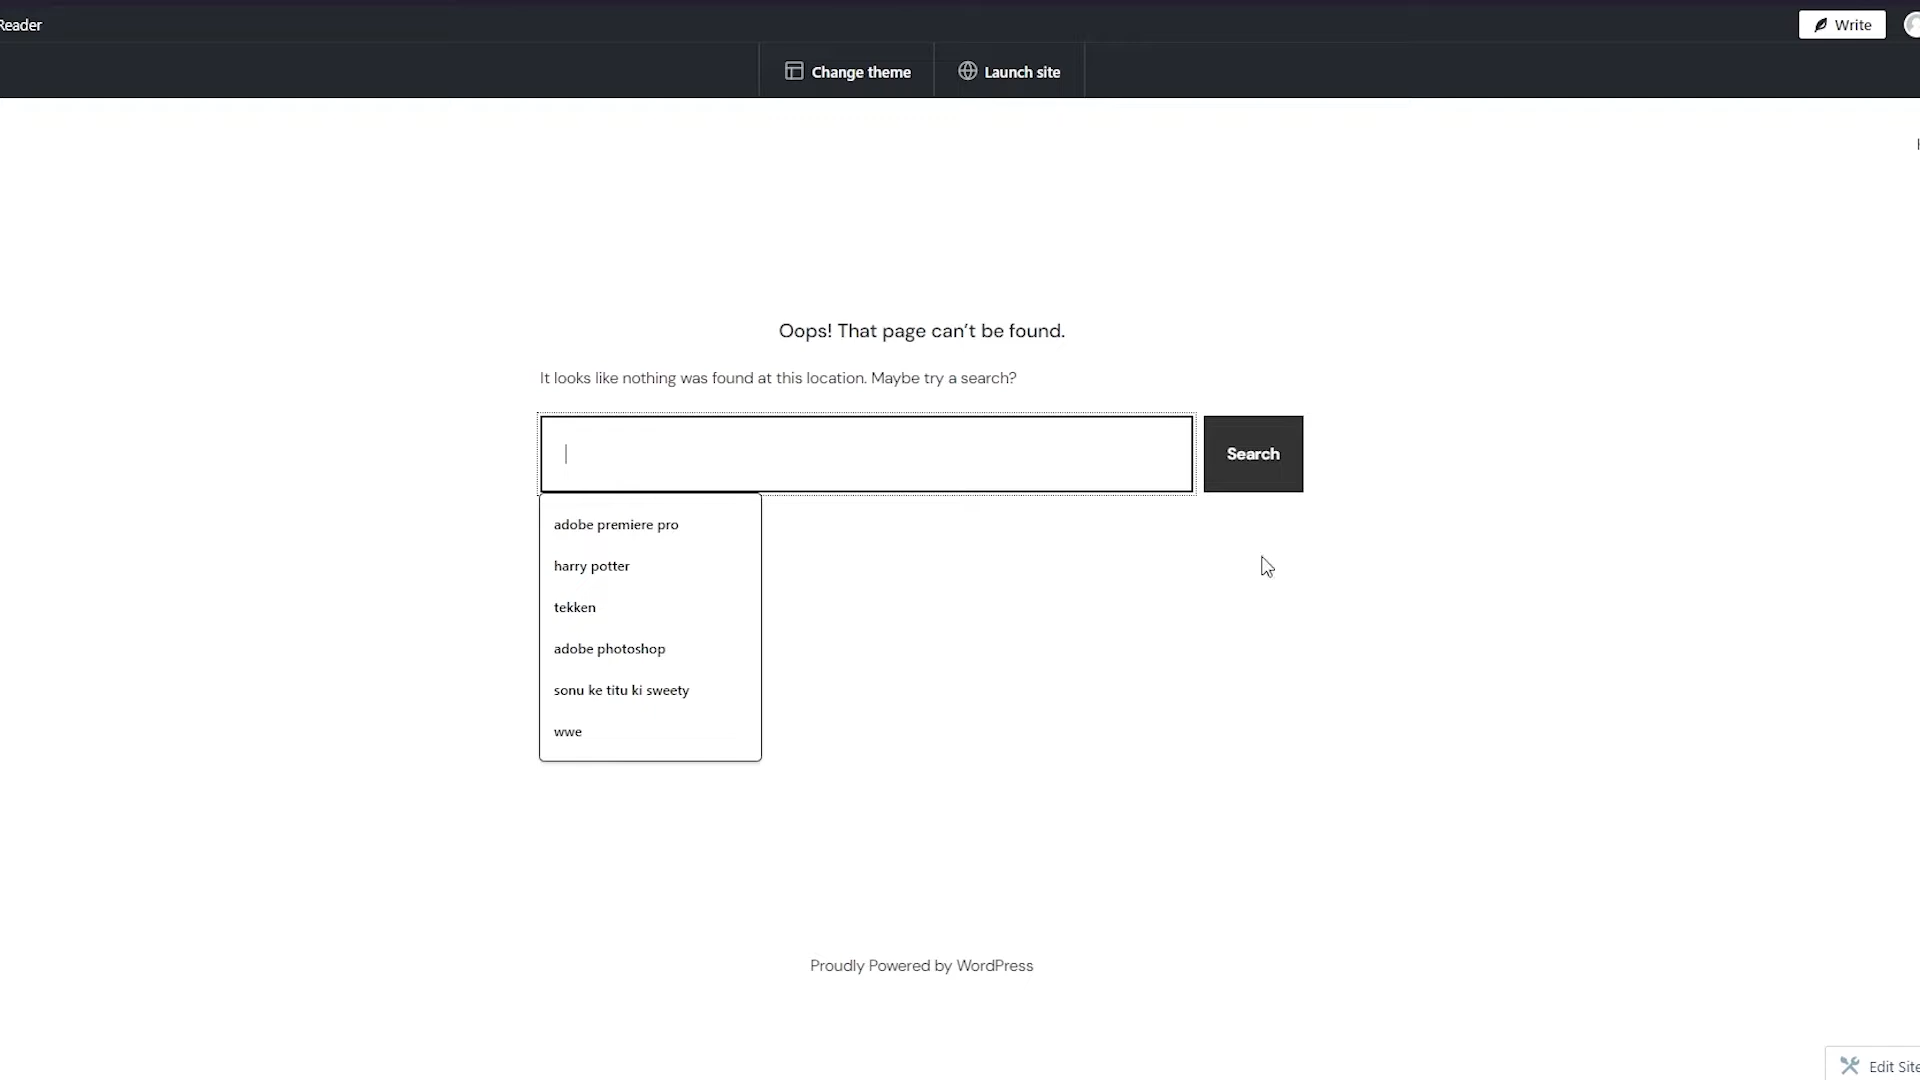 Reader
Write
Change theme
Launch site
Oops! That page can’t be found.
It looks like nothing was found at this location. Maybe try a search?
Search
adobe premiere pro
harry potter
tekken
adobe photoshop
sonu ke titu ki sweety
wwe
Proudly Powered by WordPress
Edit Site